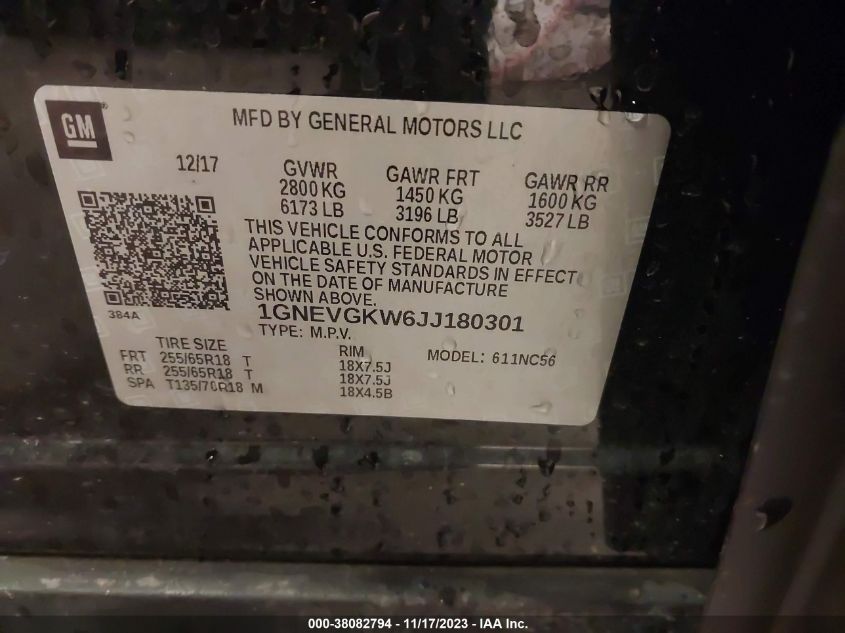 GM
MFD BY GENERAL MOTORS LLC
12/17 GVWR GAWR FRT GAWR RR
2800 KG 1450 KG 1600 KG
6173 LB 3196 LB 3527 LB
THIS VEHICLE CONFORMS TO ALL
APPLICABLE U.S. FEDERAL MOTOR
VEHICLE SAFETY STANDARDS IN EFFECT
ON THE DATE OF MANUFACTURE
SHOWN ABOVE.
384A
1GNEVGKW6JJ180301
TYPE: M.P.V.
TIRE SIZE RIM MODEL: 611NC56
FRT 255/65R18 T 18X7.5J
RR 255/65R18 T 18X7.5J
SPA T135/70R18 M 18X4.5B
000-38082794 - 11/17/2023 - IAA Inc.